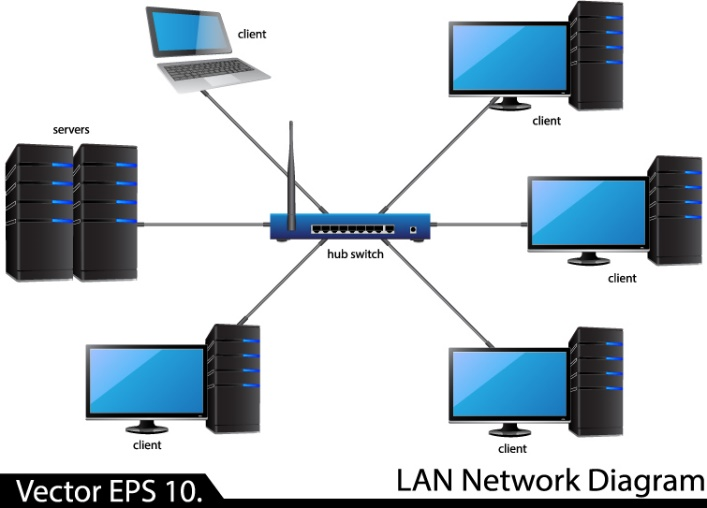 client
client
servers
client
hub switch
client
client
LAN Network Diagram
Vector EPS 10.